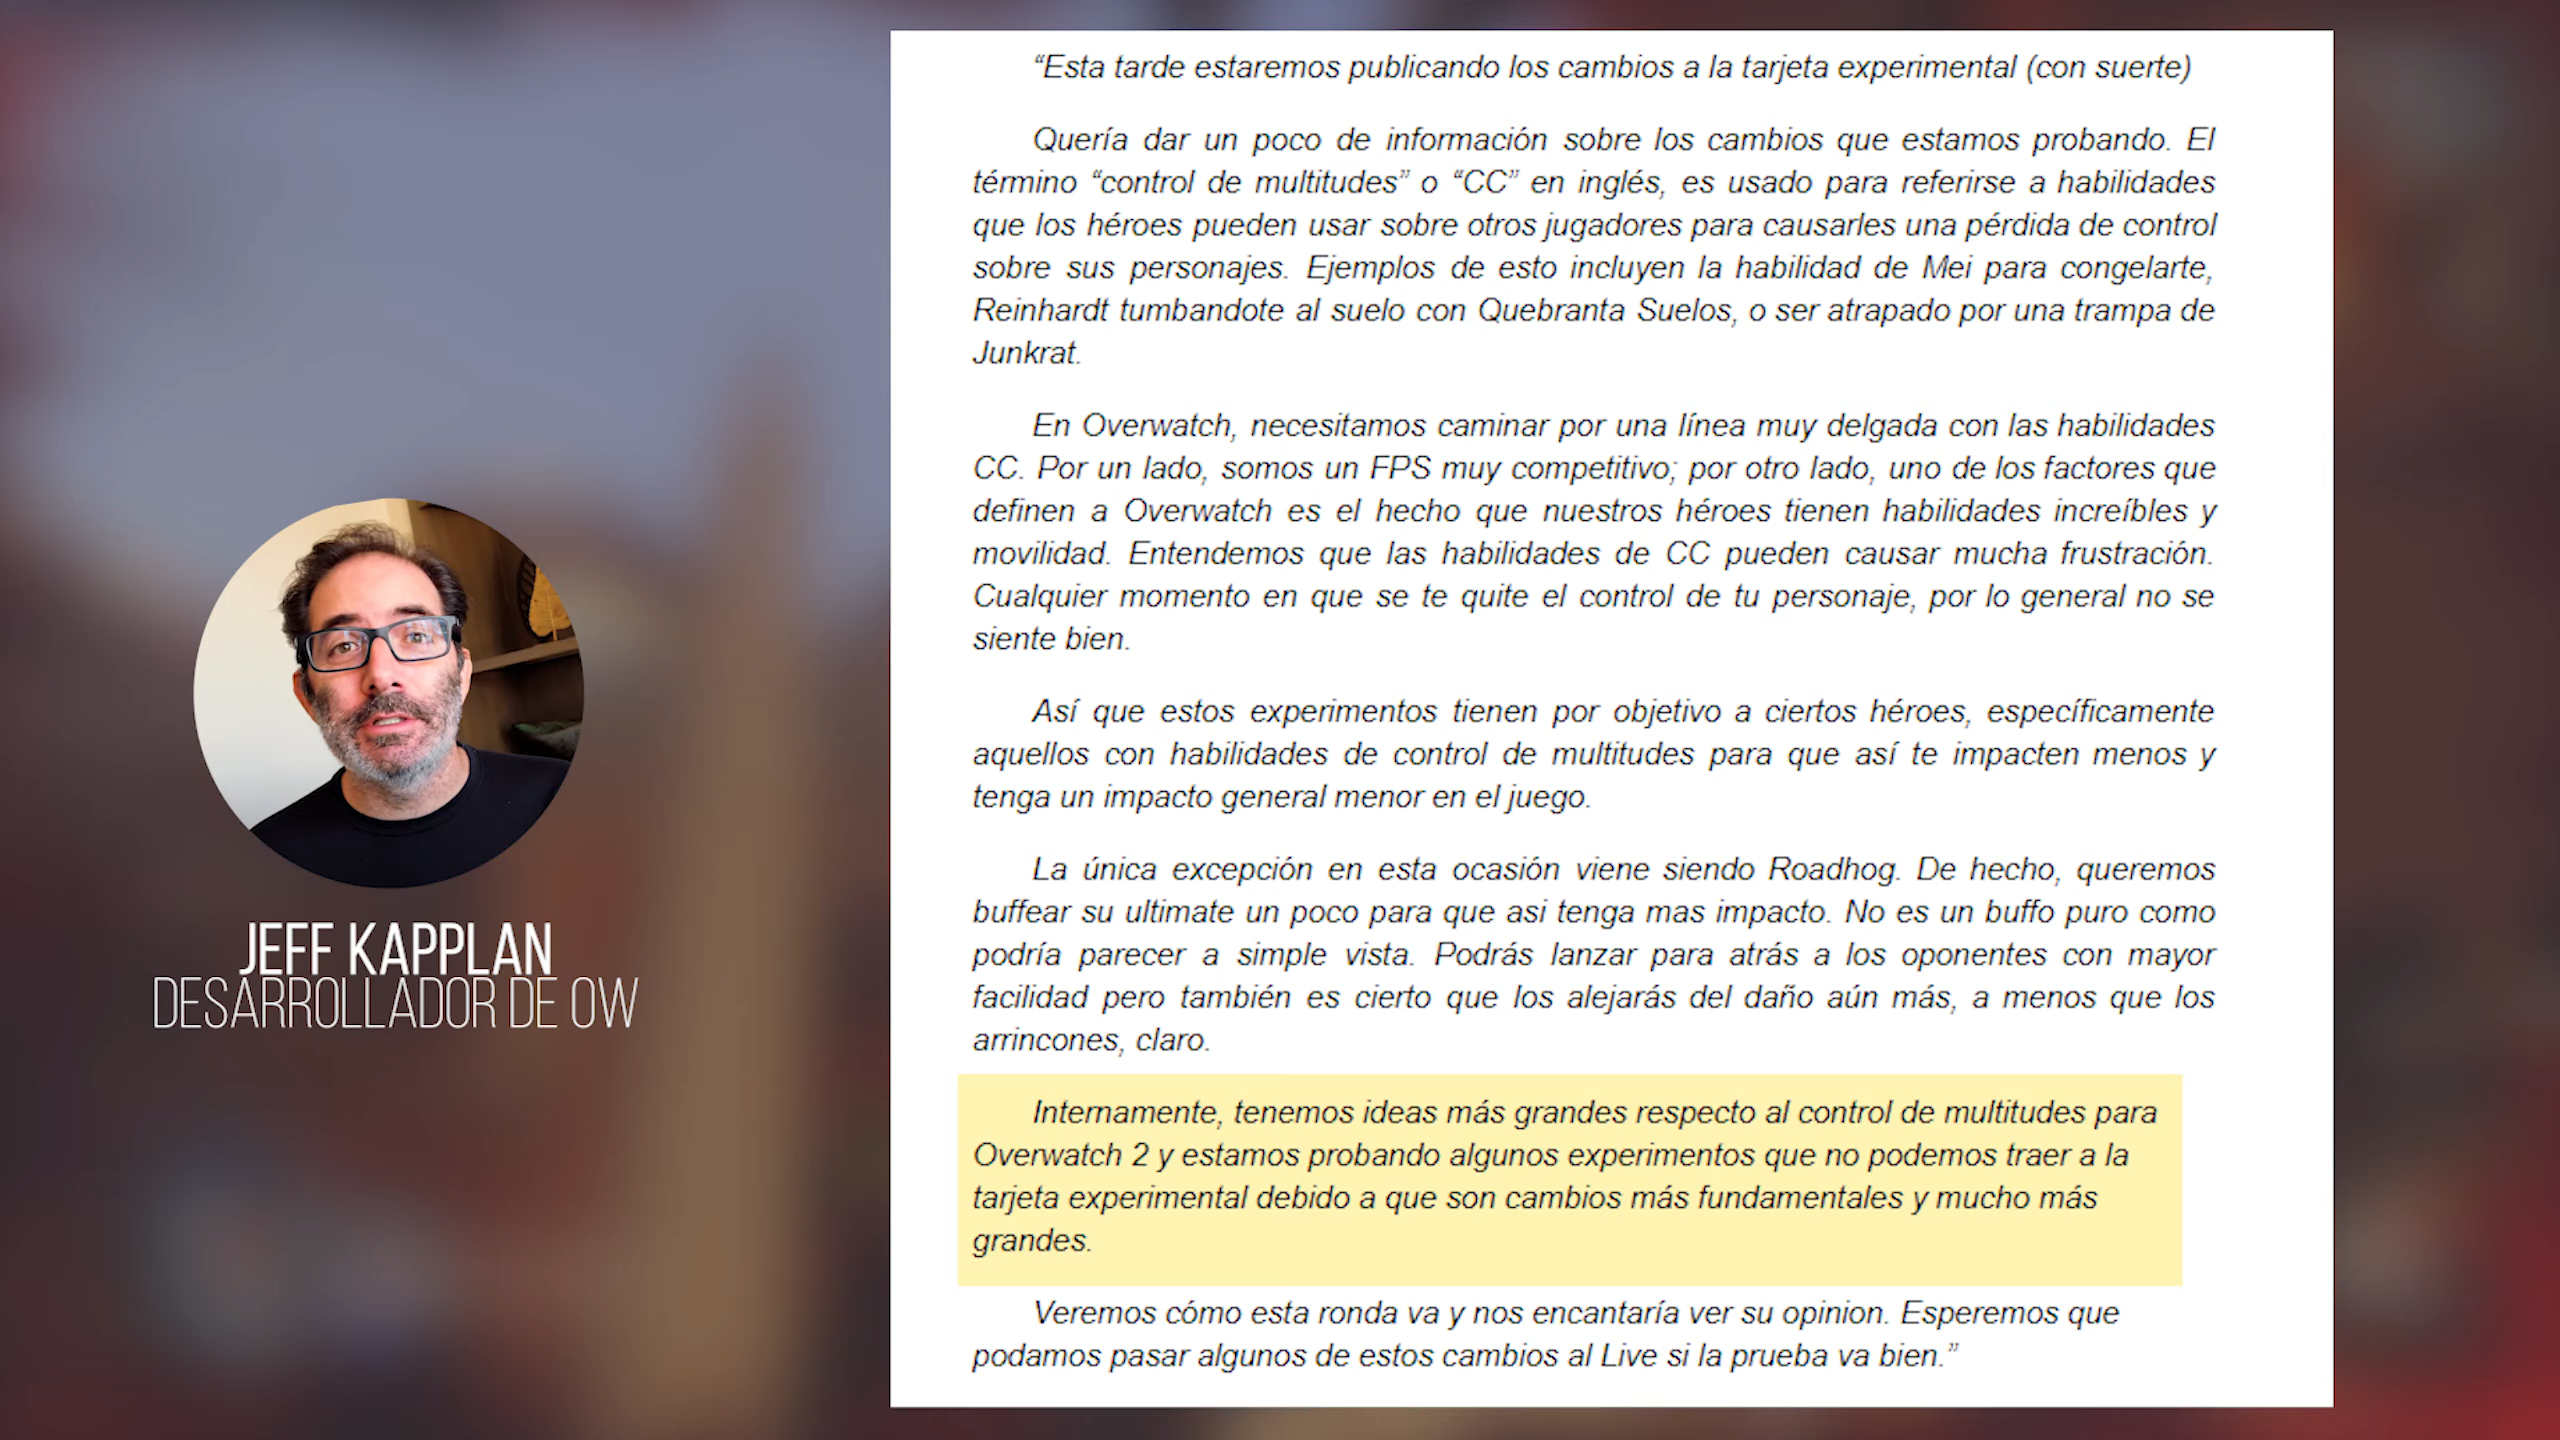 “Esta tarde estaremos publicando los cambios a la tarjeta experimental (con suerte)
Quería dar un poco de información sobre los cambios que estamos probando. El
término “control de multitudes” o “CC” en inglés, es usado para referirse a habilidades
que los héroes pueden usar sobre otros jugadores para causarles una pérdida de control
sobre sus personajes. Ejemplos de esto incluyen la habilidad de Mei para congelarte,
Reinhardt tumbandote al suelo con Quebranta Suelos, o ser atrapado por una trampa de
Junkrat.
En Overwatch, necesitamos caminar por una línea muy delgada con las habilidades
CC. Por un lado, somos un FPS muy competitivo; por otro lado, uno de los factores que
definen a Overwatch es el hecho que nuestros héroes tienen habilidades increíbles y
movilidad. Entendemos que las habilidades de CC pueden causar mucha frustración.
Cualquier momento en que se te quite el control de tu personaje, por lo general no se
siente bien.
Así que estos experimentos tienen por objetivo a ciertos héroes, específicamente
aquellos con habilidades de control de multitudes para que así te impacten menos y
tenga un impacto general menor en el juego.
La única excepción en esta ocasión viene siendo Roadhog. De hecho, queremos
buffear su ultimate un poco para que asi tenga mas impacto. No es un buffo puro como
podría parecer a simple vista. Podrás lanzar para atrás a los oponentes con mayor
facilidad pero también es cierto que los alejarás del daño aún más, a menos que los
arrincones, claro.
Internamente, tenemos ideas más grandes respecto al control de multitudes para
Overwatch 2 y estamos probando algunos experimentos que no podemos traer a la
tarjeta experimental debido a que son cambios más fundamentales y mucho más
grandes.
Veremos cómo esta ronda va y nos encantaría ver su opinion. Esperemos que
podamos pasar algunos de estos cambios al Live si la prueba va bien.”
JEFF KAPPLAN
DESARROLLADOR DE OW